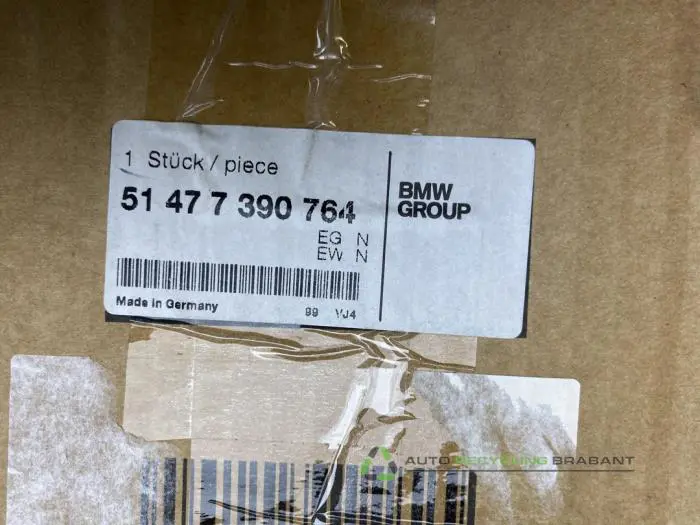 1 Stück / piece
51 47 7 390 764
EG N
EW N
Made in Germany
99 VJ4
BMW
GROUP
AUTO RECYCLING BRABANT